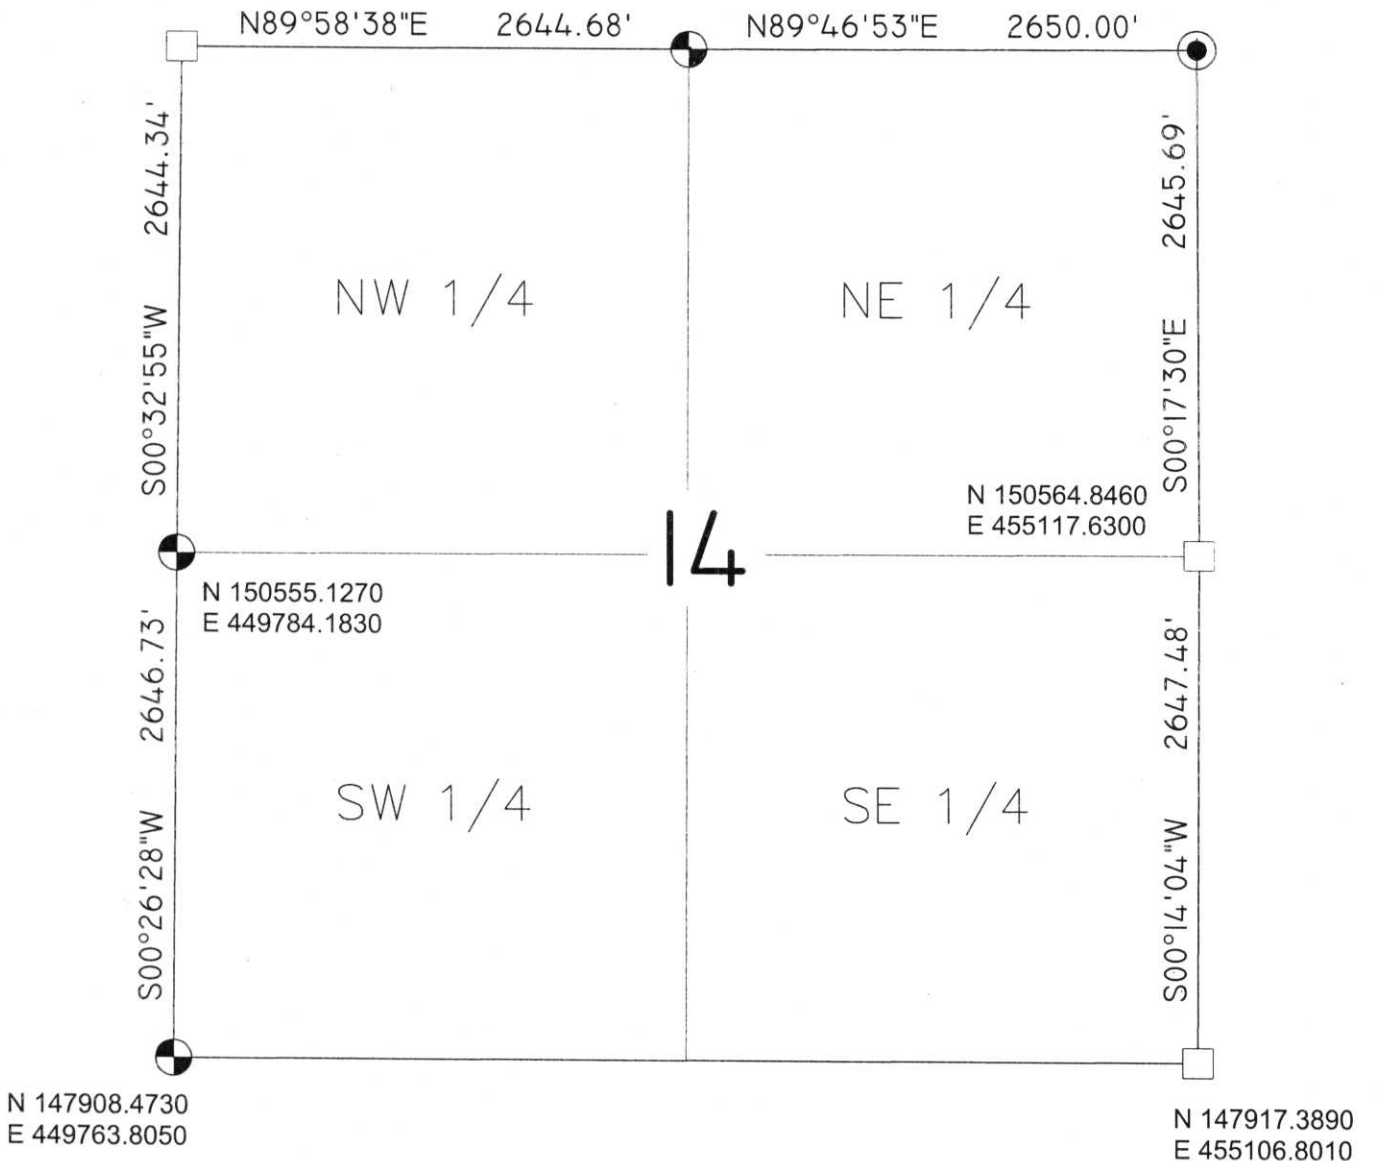 N89°58'38"E 2644.68' N89°46'53"E 2650.00'
S00°32'55"W 2644.34'
S00°17'30"E 2645.69'
NW 1/4
NE 1/4
N 150564.8460
E 455117.6300
14
N 150555.1270
E 449784.1830
S00°26'28"W 2646.73'
S00°14'04"W 2647.48'
SW 1/4
SE 1/4
N 147908.4730
E 449763.8050
N 147917.3890
E 455106.8010